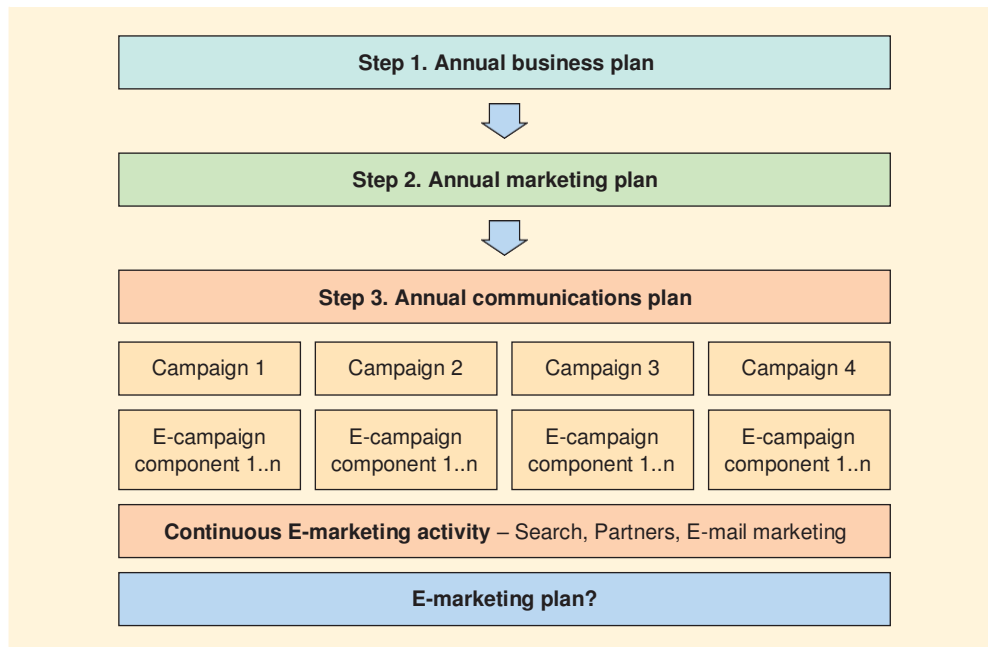 Step 1. Annual business plan
Step 2. Annual marketing plan
Step 3. Annual communications plan
Campaign 1
Campaign 2
Campaign 3
Campaign 4
E-campaign
component 1..n
E-campaign
component 1..n
E-campaign
component 1..n
E-campaign
component 1..n
Continuous E-marketing activity – Search, Partners, E-mail marketing
E-marketing plan?